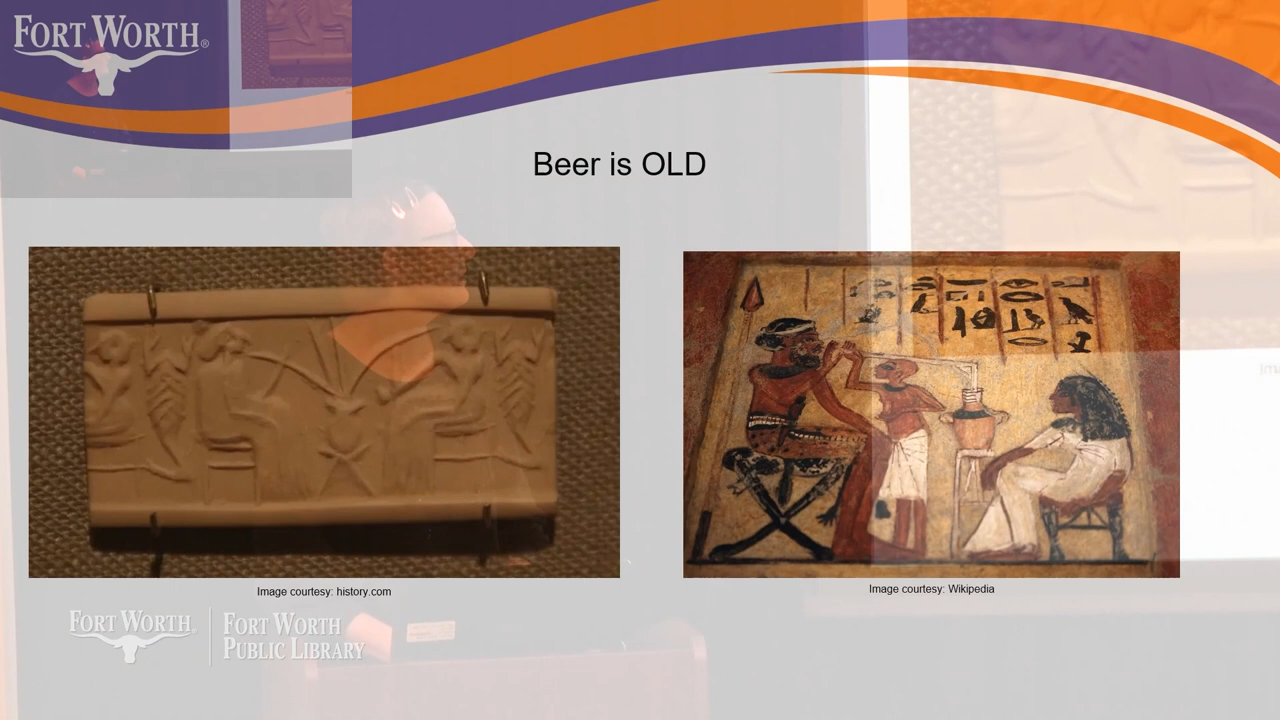 FORT WORTH®
Beer is OLD
Image courtesy: history.com
Image courtesy: Wikipedia
FORT WORTH
FORT WORTH
PUBLIC LIBRARY